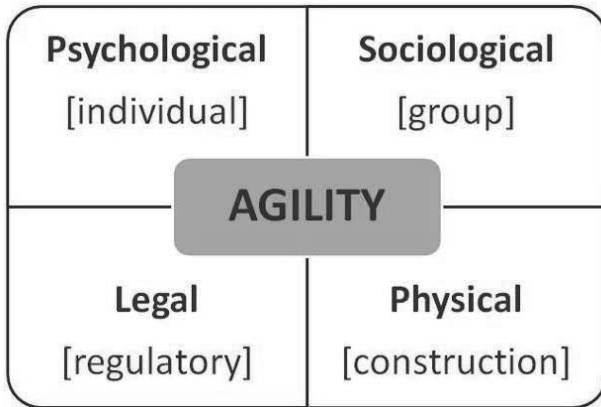 Psychological
[individual]
Sociological
[group]
AGILITY
Legal
[regulatory]
Physical
[construction]